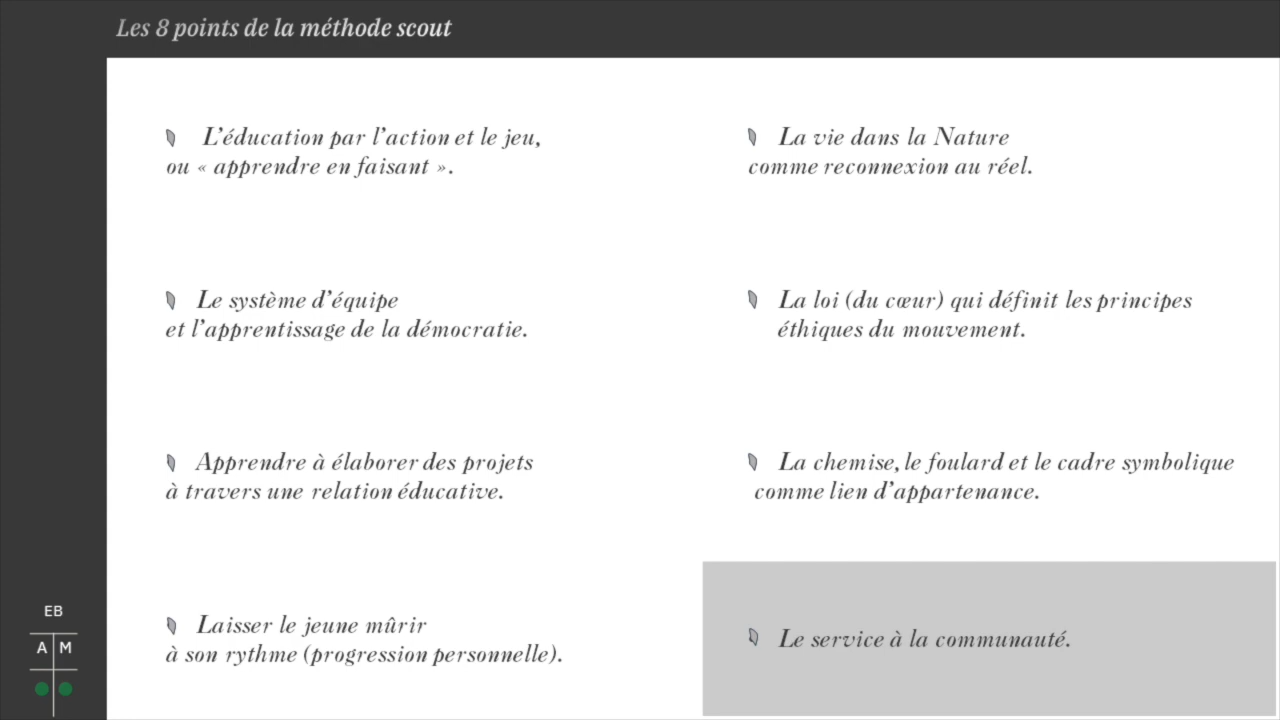 Les 8 points de la méthode scout
L’éducation par l’action et le jeu,
ou « apprendre en faisant ».
Le système d’équipe
et l’apprentissage de la démocratie.
Apprendre à élaborer des projets
à travers une relation éducative.
Laisser le jeune mûrir
à son rythme (progression personnelle).
La vie dans la Nature
comme reconnexion au réel.
La loi (du cœur) qui définit les principes
éthiques du mouvement.
La chemise, le foulard et le cadre symbolique
comme lien d’appartenance.
Le service à la communauté.
EB
A M